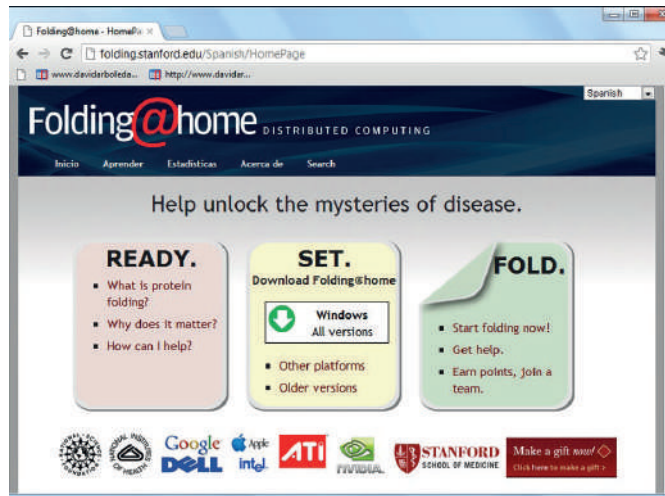 Folding@home - HomePa
folding.stanford.edu/Spanish/HomePage
www.davidarboleda...
http://www.davidar...
Spanish
Folding@home DISTRIBUTED COMPUTING
Inicio Aprender Estadísticas Acerca de Search
Help unlock the mysteries of disease.
READY.
What is protein
folding?
Why does it matter?
How can I help?
SET.
Download Folding@home
Windows
All versions
Other platforms
Older versions
FOLD.
Start folding now!
Get help.
Earn points, join a
team.
Google
DELL
Apple
intel
ATI
NVIDIA
STANFORD
SCHOOL OF MEDICINE
Make a gift now!
Click here to make a gift >